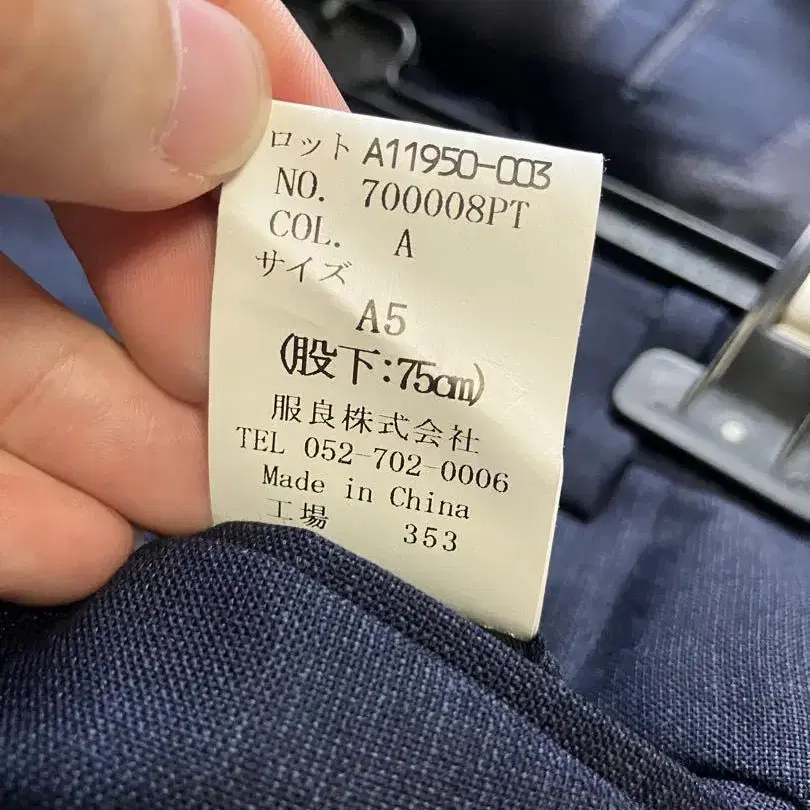 ロット A11950-003
NO. 700008PT
COL. A
サイズ
A5
(股下:75cm)
服良株式会社
TEL 052-702-0006
Made in China
工場 353